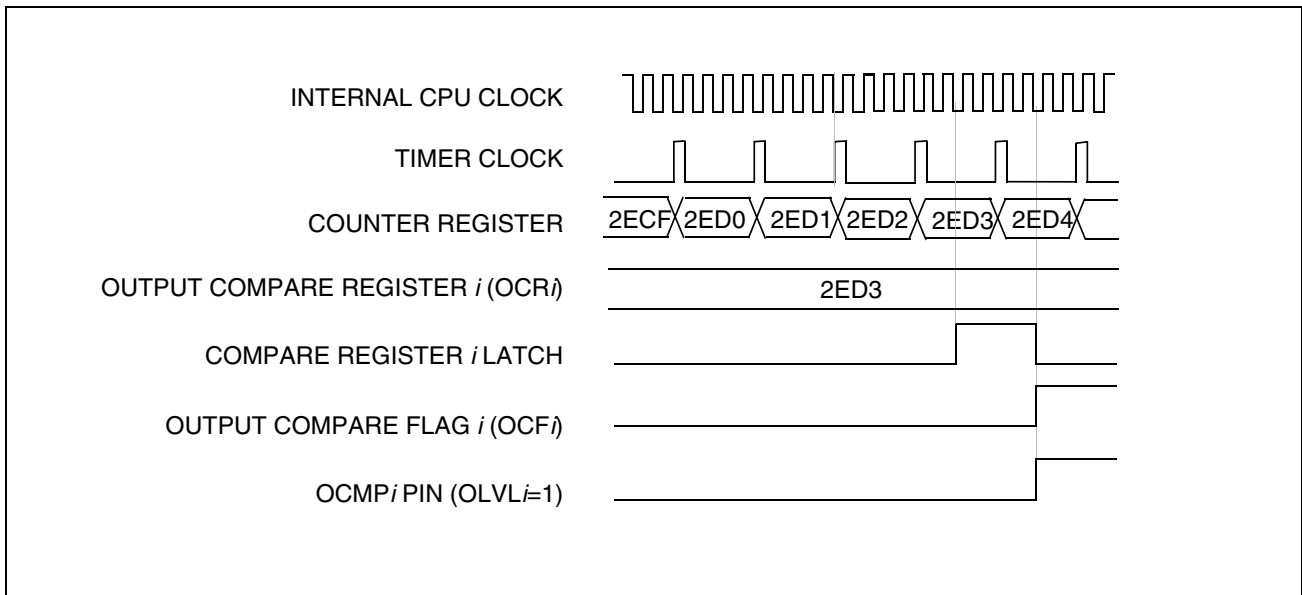 INTERNAL CPU CLOCK
TIMER CLOCK
COUNTER REGISTER 2ECF 2ED0 2ED1 2ED2 2ED3 2ED4
OUTPUT COMPARE REGISTER i (OCRi) 2ED3
COMPARE REGISTER i LATCH
OUTPUT COMPARE FLAG i (OCFi)
OCMPi PIN (OLVLi=1)